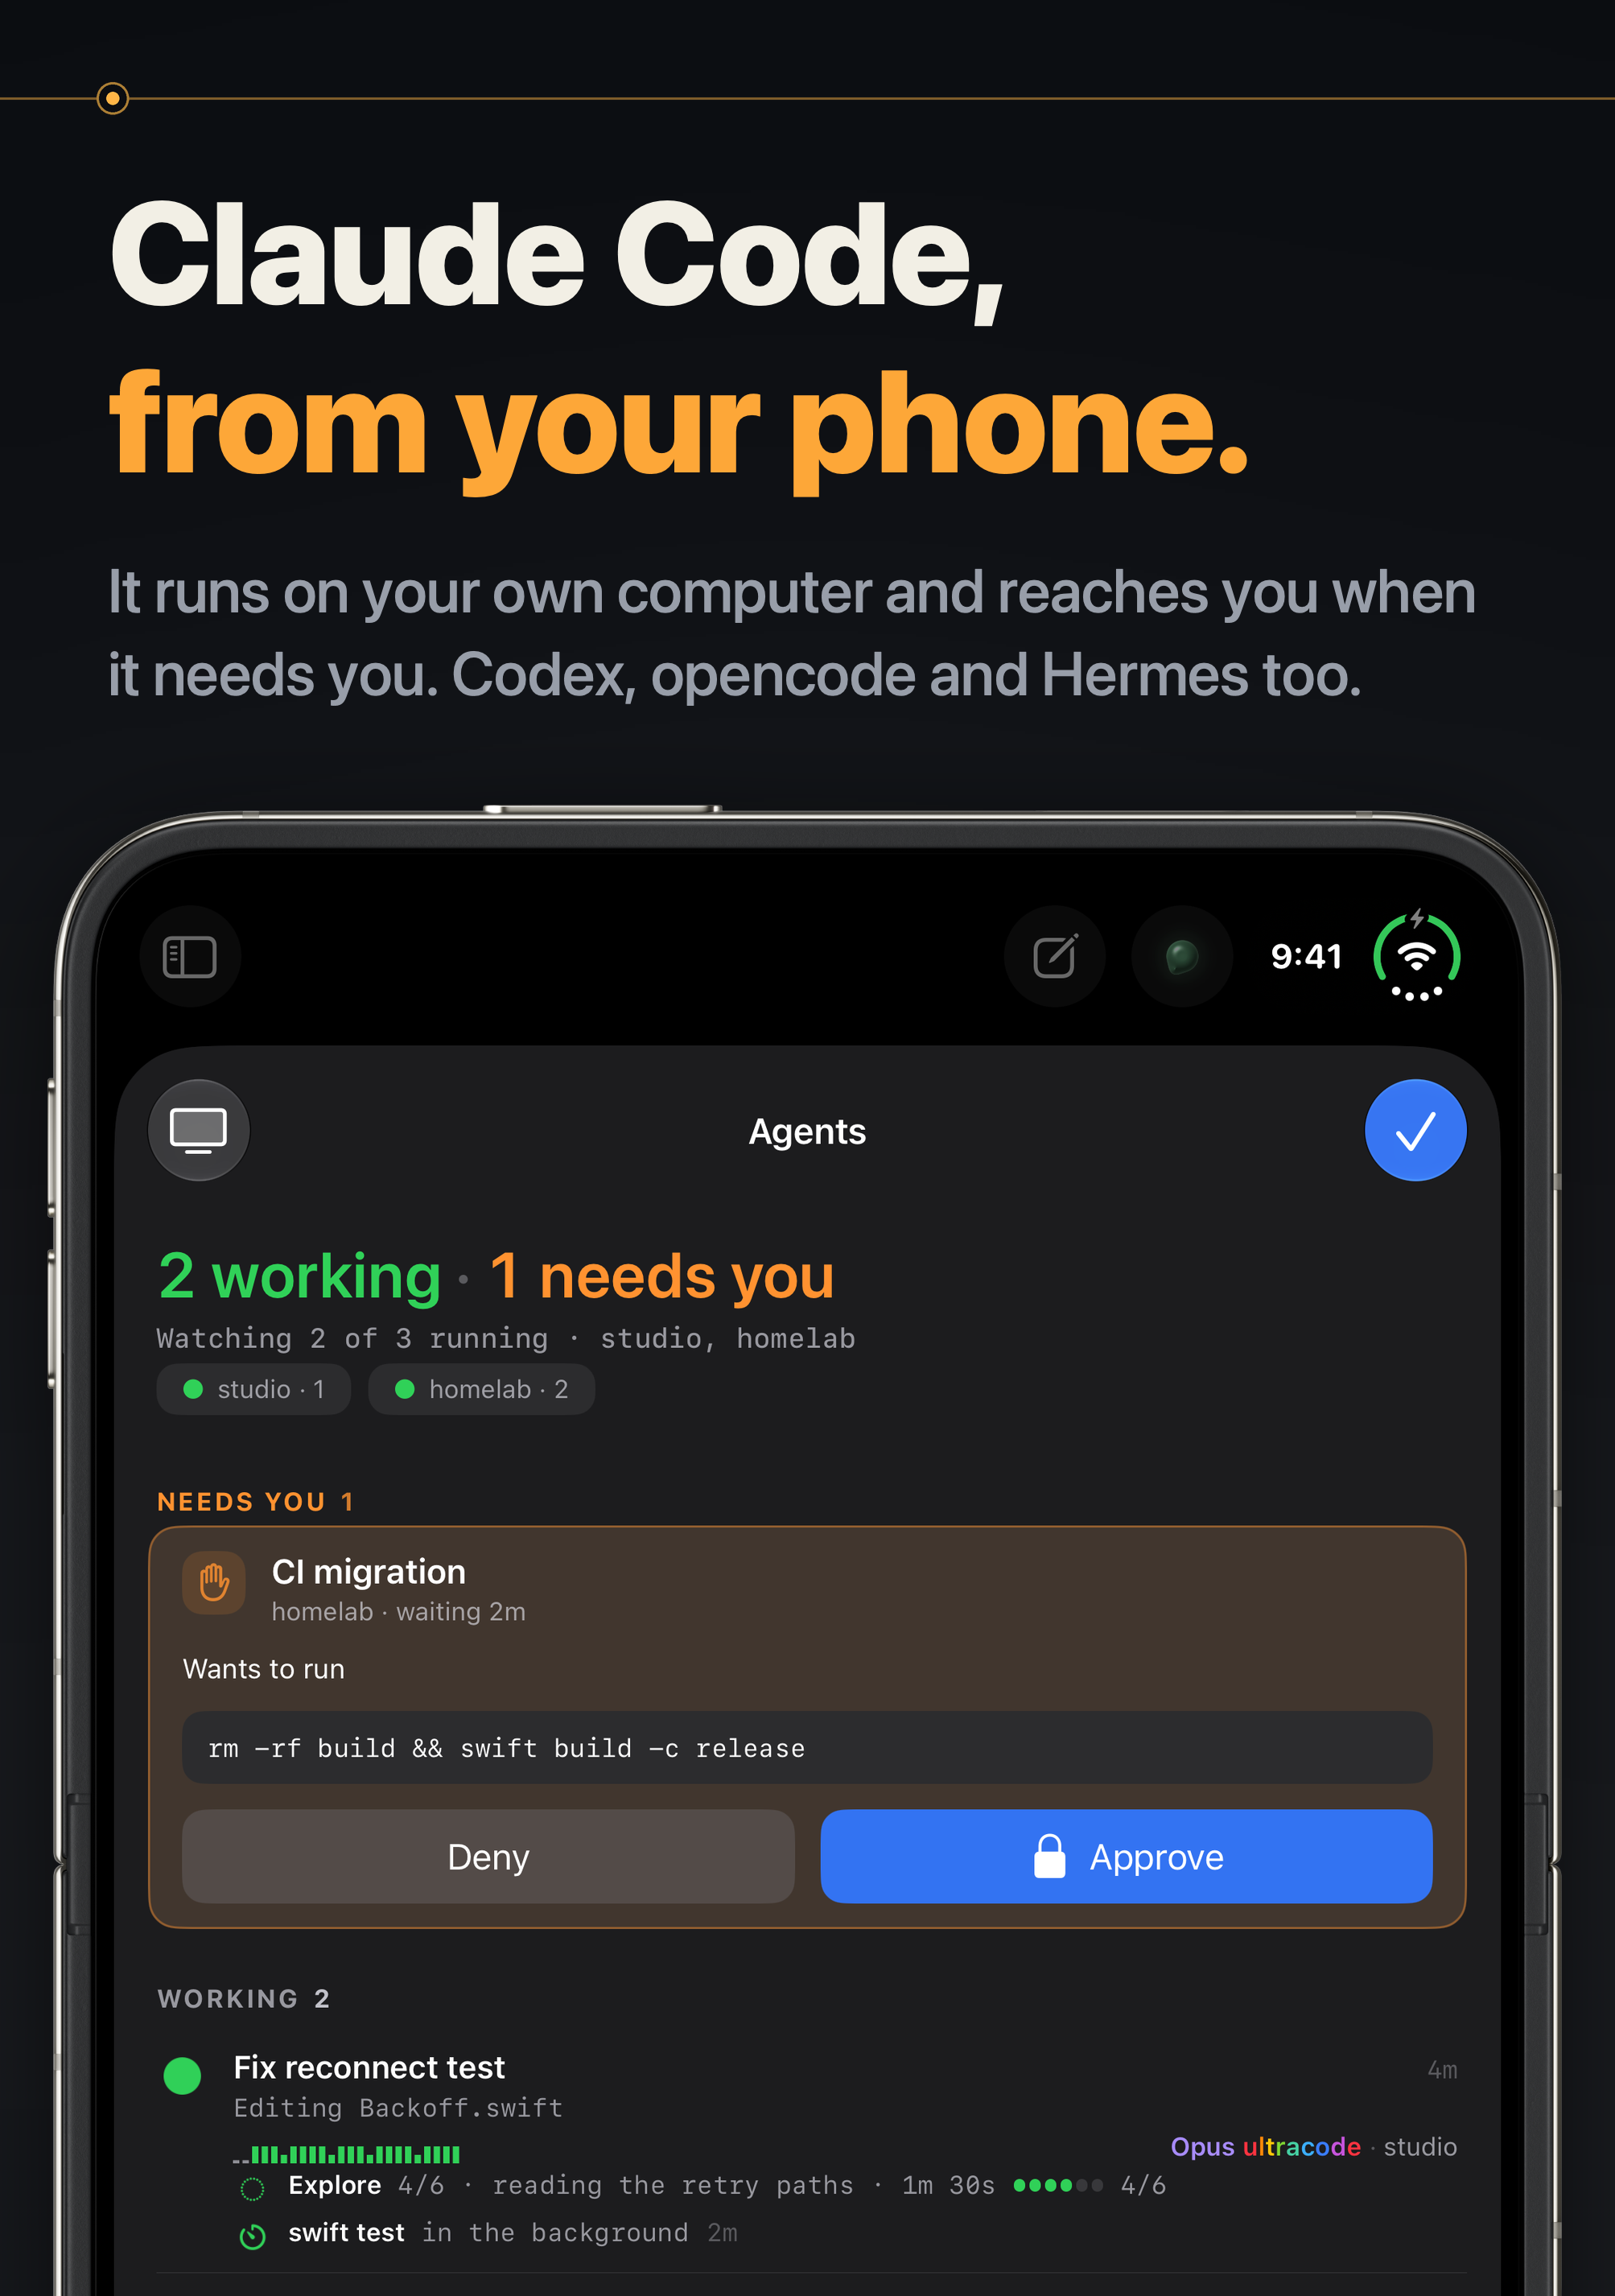 Claude Code,
from your phone.
It runs on your own computer and reaches you when
it needs you. Codex, opencode and Hermes too.
9:41
Agents
2 working · 1 needs you
Watching 2 of 3 running · studio, homelab
studio · 1
homelab · 2
NEEDS YOU 1
CI migration
homelab · waiting 2m
Wants to run
rm -rf build && swift build -c release
Deny
Approve
WORKING 2
Fix reconnect test
4m
Editing Backoff.swift
Opus ultracode · studio
Explore 4/6 · reading the retry paths · 1m 30s 4/6
swift test in the background 2m